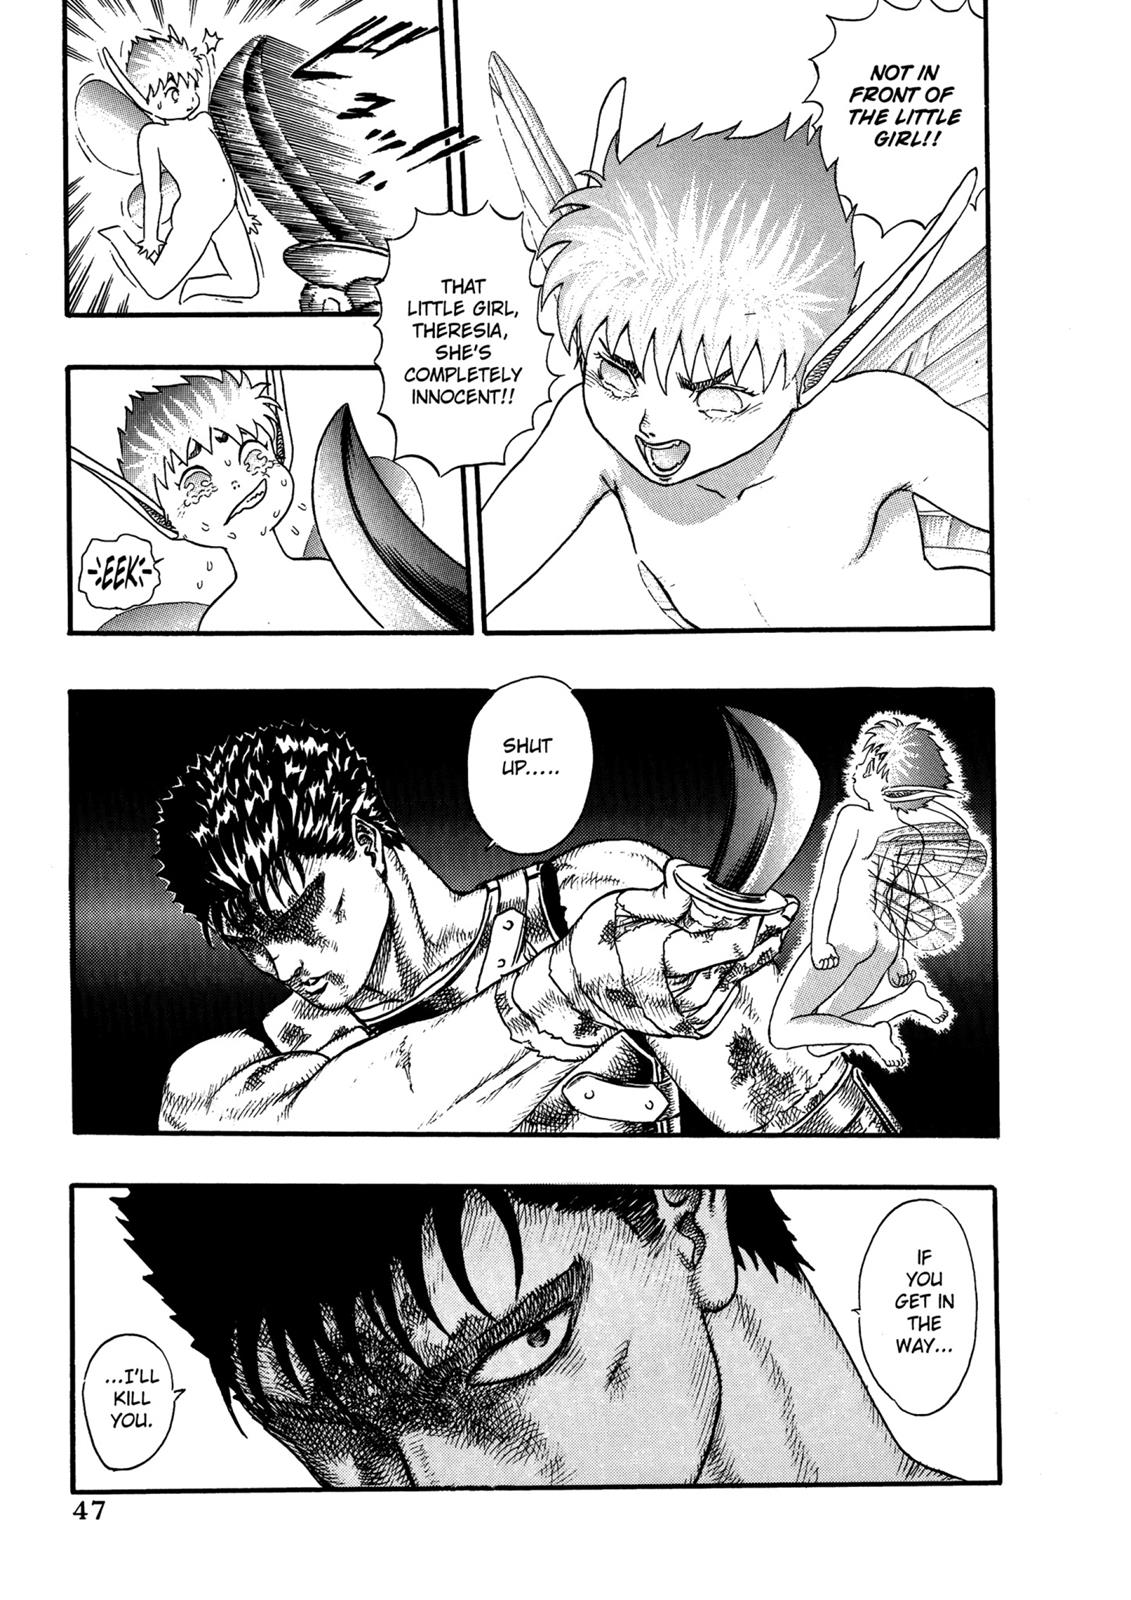 NOT IN
FRONT OF
THE LITTLE
GIRL!!
THAT
LITTLE GIRL,
THERESIA,
SHE'S
COMPLETELY
INNOCENT!!
EEK
SHUT
UP.....
IF
YOU
GET IN
THE
WAY...
...I'LL
KILL
YOU.
47